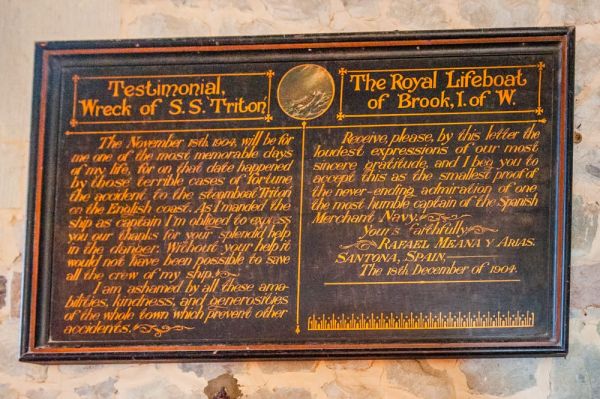 Testimonial,
Wreck of S.S. Triton
The November 18th, 1904, will be for
me one of the most memorable days
of my life, for on that date happened
by those terrible cases of fortune
the accident to the steamboat Triton
on the English coast. As I manded the
ship as captain I'm obliged to express
you our thanks for your splendid help
in the danger. Without your help it
would not have been possible to save
all the crew of my ship.
I am ashamed by all these ama-
bilities, kindness, and generosities
of the whole town which prevent other
accidents.
The Royal Lifeboat
of Brook, I. of W.
Receive, please, by this letter the
loudest expressions of our most
sincere gratitude, and I beg you to
accept this as the smallest proof of
the never-ending admiration of one
the most humble captain of the Spanish
Merchant Navy.
Your's faithfully
Rafael Meana y Arias.
Santona, Spain,
The 18th December of 1904.